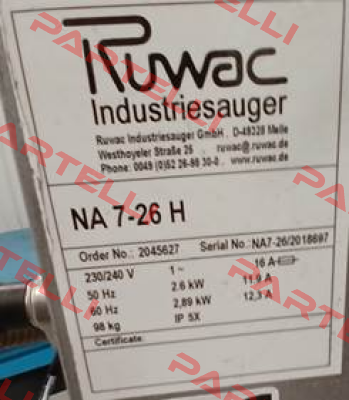 Ruwac
Industriesauger
Ruwac Industriesauger GmbH, D-49328 Melle
Westhoyeler Straße 25 ruwac@ruwac.de
Phone: 0049 (0)52 26-98 30-0 www.ruwac.de
NA 7-26 H
Order No.: 2045627 Serial No.: NA7-26/2018697
230/240 V 1~ 16 A
50 Hz 2.6 kW 11.9 A
60 Hz 2,89 kW 12,3 A
98 kg IP 5X
Certificate:
PARTELLI
PARTELLI
PARTELLI